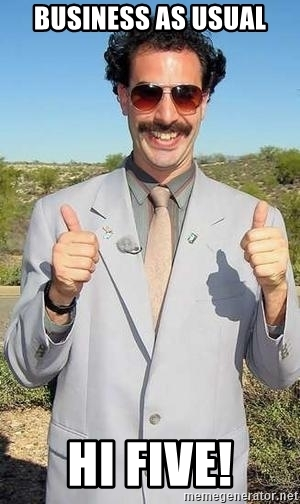 BUSINESS AS USUAL
HI FIVE!
memegenerator.net